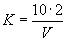 K = 10·2 / V